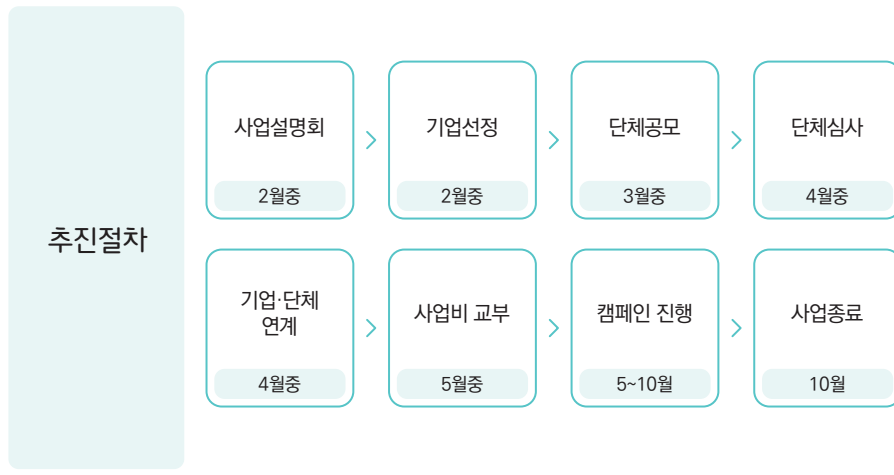 추진절차
사업설명회
2월중
기업선정
2월중
단체공모
3월중
단체심사
4월중
기업·단체
연계
4월중
사업비 교부
5월중
캠페인 진행
5~10월
사업종료
10월